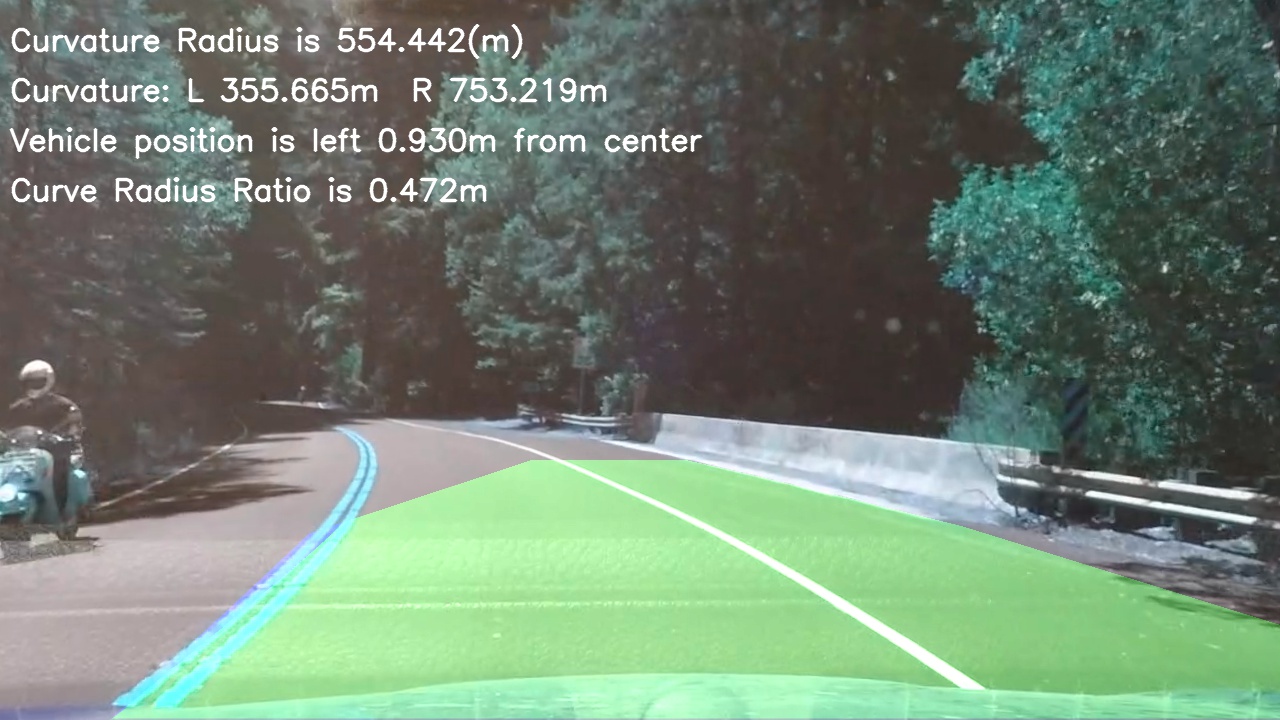 Curvature Radius is 554.442(m)
Curvature: L 355.665m R 753.219m
Vehicle position is left 0.930m from center
Curve Radius Ratio is 0.472m